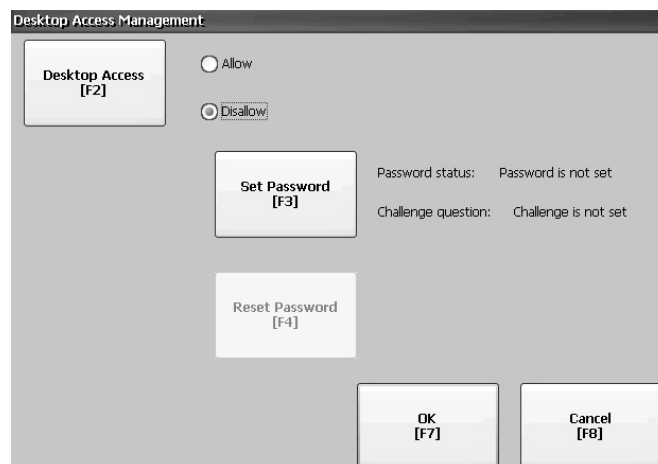 Desktop Access Management
Desktop Access
[F2]
Allow
Disallow
Set Password
[F3]
Password status: Password is not set
Challenge question: Challenge is not set
Reset Password
[F4]
OK
[F7]
Cancel
[F8]